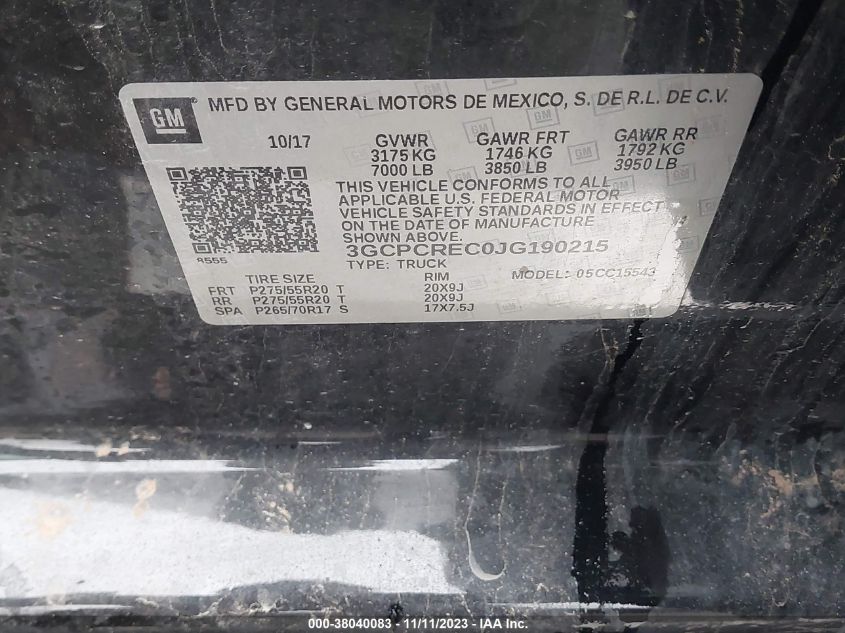 GM
MFD BY GENERAL MOTORS DE MEXICO, S. DE R.L. DE C.V.
10/17 GVWR GAWR FRT GAWR RR
3175 KG 1746 KG 1792 KG
7000 LB 3850 LB 3950 LB
THIS VEHICLE CONFORMS TO ALL
APPLICABLE U.S. FEDERAL MOTOR
VEHICLE SAFETY STANDARDS IN EFFECT
ON THE DATE OF MANUFACTURE
SHOWN ABOVE.
8555 3GCPCREC0JG190215
TYPE: TRUCK MODEL: 05CC15543
TIRE SIZE RIM
FRT P275/55R20 T 20X9J
RR P275/55R20 T 20X9J
SPA P265/70R17 S 17X7.5J
000-38040083 - 11/11/2023 - IAA Inc.